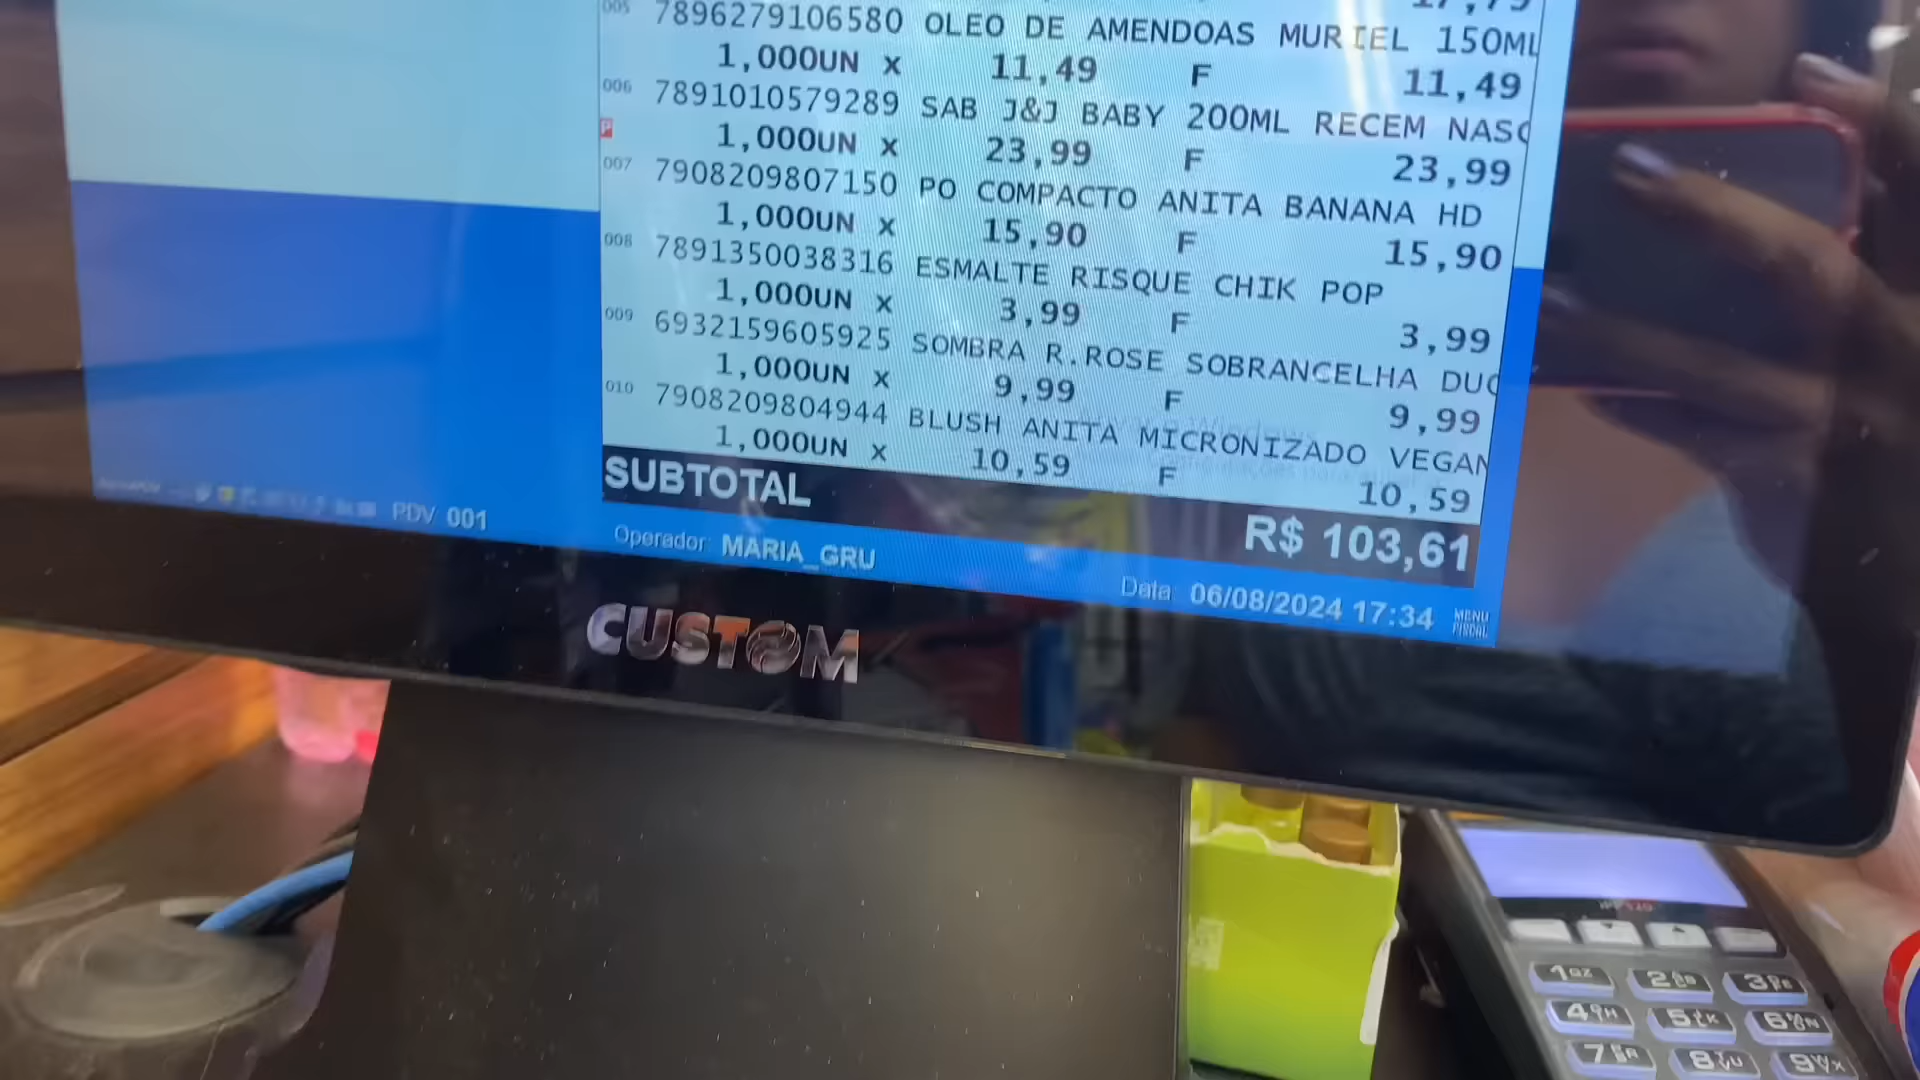 17,79
005 7896279106580 OLEO DE AMENDOAS MURIEL 150ML
1,000UN X 11,49 F 11,49
006 7891010579289 SAB J&J BABY 200ML RECEM NASC
P 1,000UN X 23,99 F 23,99
007 7908209807150 PO COMPACTO ANITA BANANA HD
1,000UN X 15,90 F 15,90
008 7891350038316 ESMALTE RISQUE CHIK POP
1,000UN X 3,99 F 3,99
009 6932159605925 SOMBRA R.ROSE SOBRANCELHA DUO
1,000UN X 9,99 F 9,99
010 7908209804944 BLUSH ANITA MICRONIZADO VEGAN
1,000UN X 10,59 F 10,59
SUBTOTAL R$ 103,61
PDV 001
Operador: MARIA_GRU
Data: 06/08/2024 17:34
MENU
FISCAL
CUSTOM
1 2 3
4 5 6
7 8 9